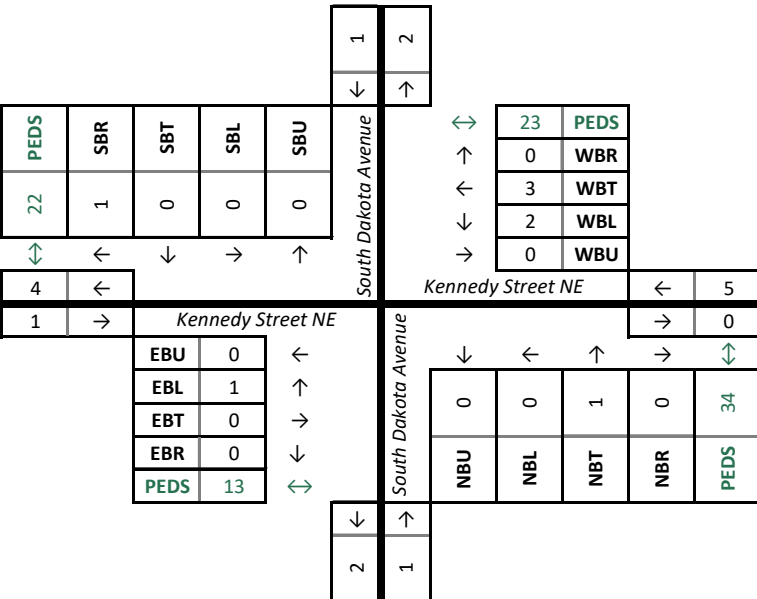 1 2
↓ ↑
PEDS SBR SBT SBL SBU
22 1 0 0 0
↕ ← ↓ → ↑
South Dakota Avenue
↔ 23 PEDS
↑ 0 WBR
← 3 WBT
↓ 2 WBL
→ 0 WBU
4 ←
Kennedy Street NE
← 5
1 →
Kennedy Street NE
→ 0
EBU 0 ←
EBL 1 ↑
EBT 0 →
EBR 0 ↓
PEDS 13 ↔
South Dakota Avenue
↓ ← ↑ → ↕
0 0 1 0 34
NBU NBL NBT NBR PEDS
↓ ↑
2 1